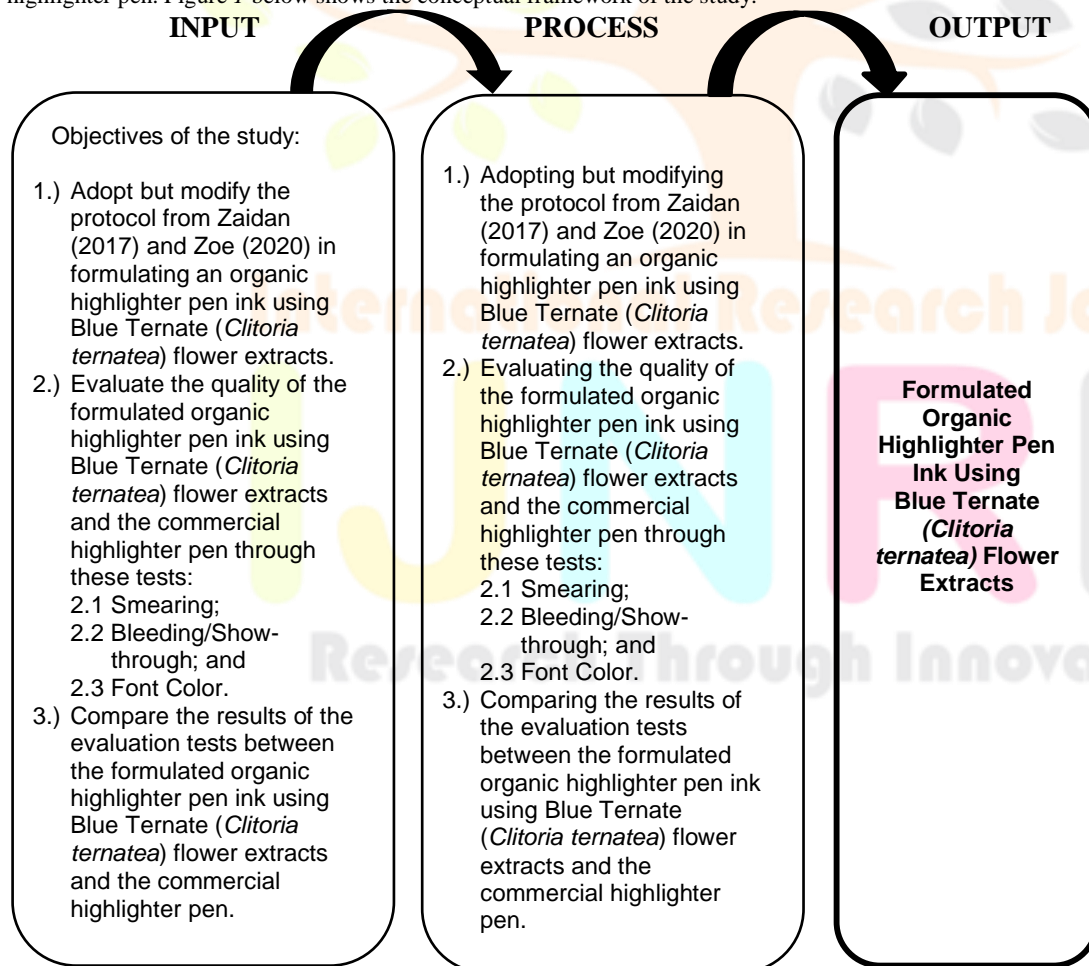 highlighter pen. Figure 1 below shows the conceptual framework of the study.
INPUT
PROCESS
OUTPUT
Objectives of the study:
1.) Adopt but modify the
protocol from Zaidan
(2017) and Zoe (2020) in
formulating an organic
highlighter pen ink using
Blue Ternate (Clitoria
ternatea) flower extracts.
2.) Evaluate the quality of the
formulated organic
highlighter pen ink using
Blue Ternate (Clitoria
ternatea) flower extracts
and the commercial
highlighter pen through
these tests:
2.1 Smearing;
2.2 Bleeding/Show-
through; and
2.3 Font Color.
3.) Compare the results of the
evaluation tests between
the formulated organic
highlighter pen ink using
Blue Ternate (Clitoria
ternatea) flower extracts
and the commercial
highlighter pen.
1.) Adopting but modifying
the protocol from Zaidan
(2017) and Zoe (2020) in
formulating an organic
highlighter pen ink using
Blue Ternate (Clitoria
ternatea) flower extracts.
2.) Evaluating the quality of
the formulated organic
highlighter pen ink using
Blue Ternate (Clitoria
ternatea) flower extracts
and the commercial
highlighter pen through
these tests:
2.1 Smearing;
2.2 Bleeding/Show-
through; and
2.3 Font Color.
3.) Comparing the results of
the evaluation tests
between the formulated
organic highlighter pen ink
using Blue Ternate
(Clitoria ternatea) flower
extracts and the
commercial highlighter
pen.
Formulated
Organic
Highlighter Pen
Ink Using
Blue Ternate
(Clitoria
ternatea) Flower
Extracts
International Research Jo
IJNR
Research Through Innova